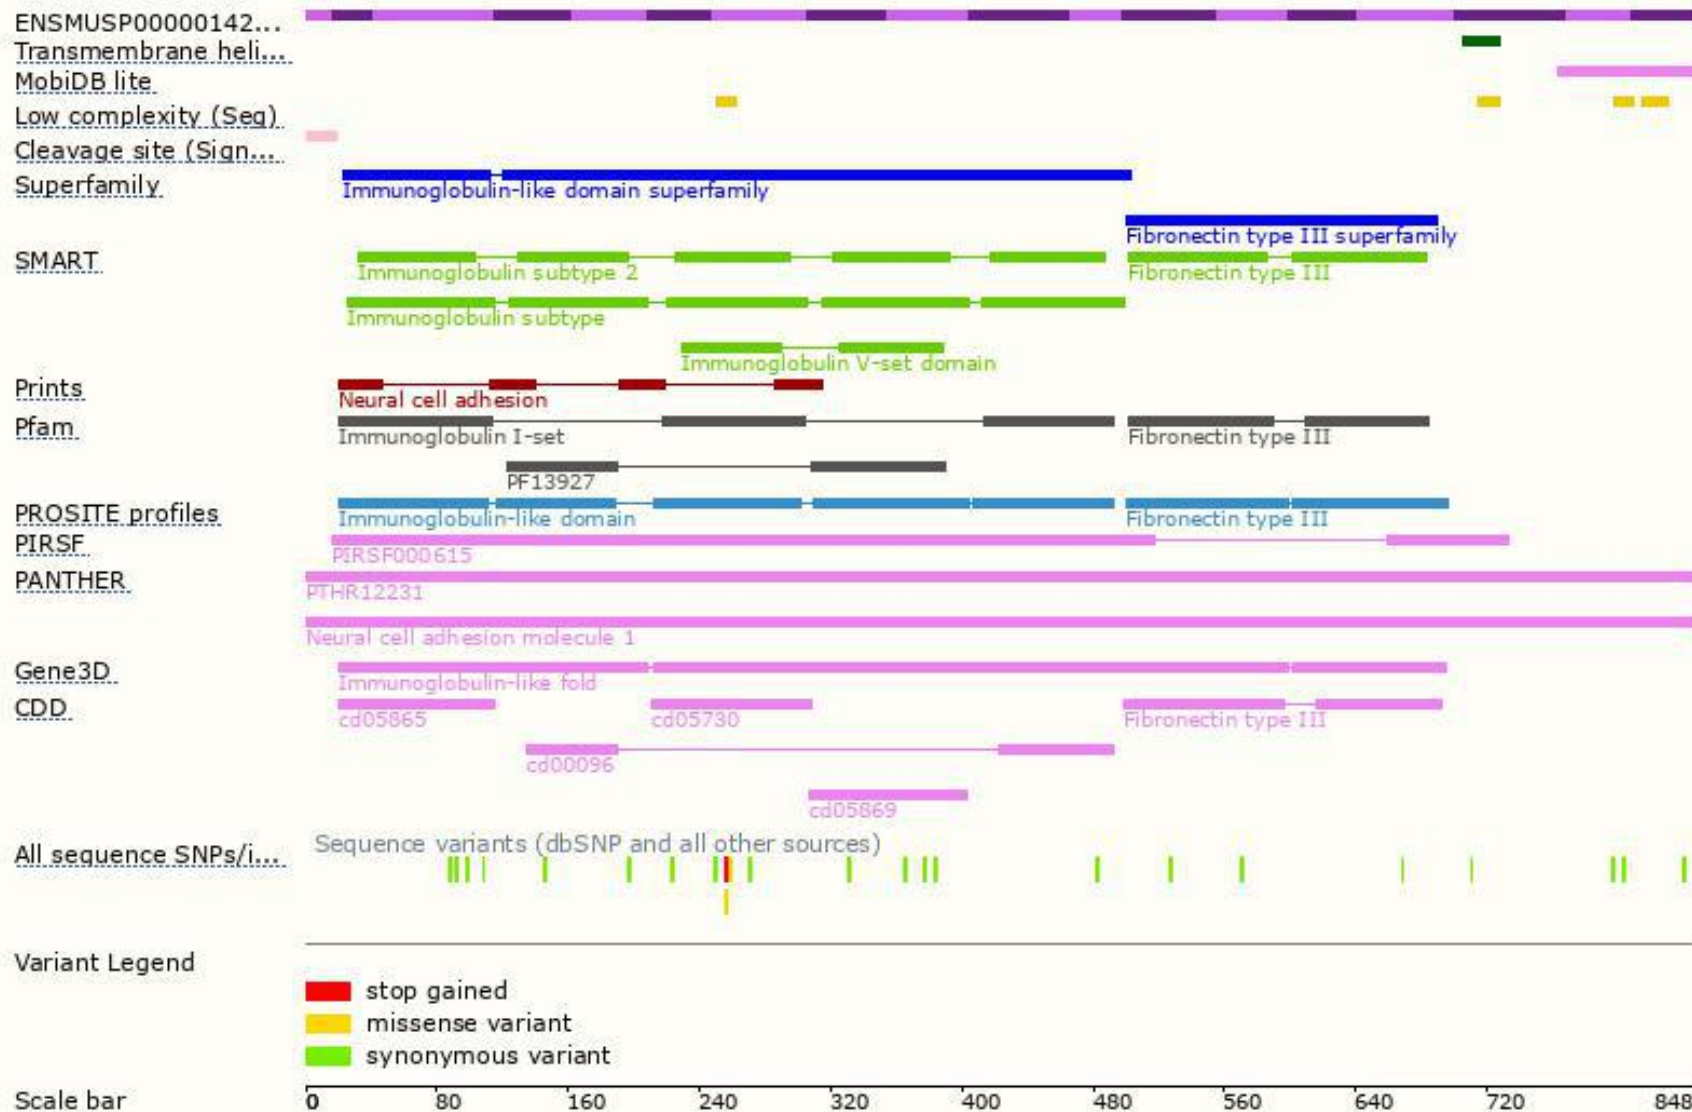 ENSMUSP00000142...
Transmembrane heli...
MobiDB lite
Low complexity (Seg)
Cleavage site (Sign...
Superfamily
Immunoglobulin-like domain superfamily
Fibronectin type III superfamily
SMART
Immunoglobulin subtype 2
Fibronectin type III
Immunoglobulin subtype
Immunoglobulin V-set domain
Prints
Neural cell adhesion
Pfam
Immunoglobulin I-set
Fibronectin type III
PF13927
PROSITE profiles
Immunoglobulin-like domain
Fibronectin type III
PIRSF
PIRSF000615
PANTHER
PTHR12231
Neural cell adhesion molecule 1
Gene3D
Immunoglobulin-like fold
CDD
cd05865
cd05730
Fibronectin type III
cd00096
cd05869
All sequence SNPs/i...
Sequence variants (dbSNP and all other sources)
Variant Legend
stop gained
missense variant
synonymous variant
Scale bar
0 80 160 240 320 400 480 560 640 720 848